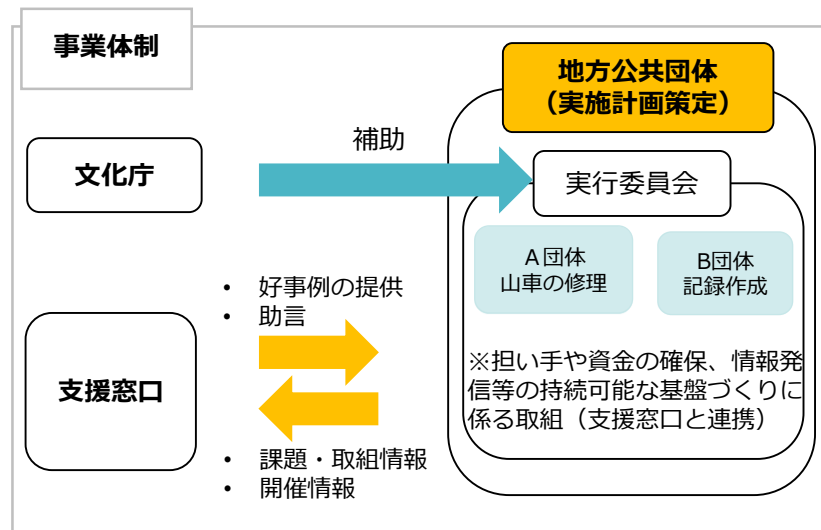 事業体制
地方公共団体
(実施計画策定)
補助
文化庁
実行委員会
A団体
山車の修理
B団体
記録作成
• 好事例の提供
• 助言
支援窓口
※担い手や資金の確保、情報発
信等の持続可能な基盤づくりに
係る取組（支援窓口と連携）
• 課題・取組情報
• 開催情報